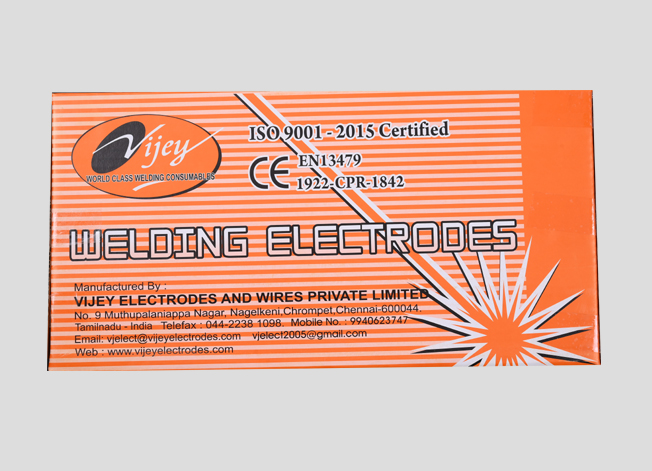 Vijey
WORLD CLASS WELDING CONSUMABLES
ISO 9001 - 2015 Certified
CE EN13479
1922-CPR-1842
WELDING ELECTRODES
Manufactured By :
VIJEY ELECTRODES AND WIRES PRIVATE LIMITED
No. 9 Muthupalaniappa Nagar, Nagelkeni,Chrompet,Chennai-600044.
Tamilnadu - India Telefax : 044-2238 1098. Mobile No. : 9940623747
Email: vjelect@vijeyelectrodes.com vjelect2005@gmail.com
Web : www.vijeyelectrodes.com